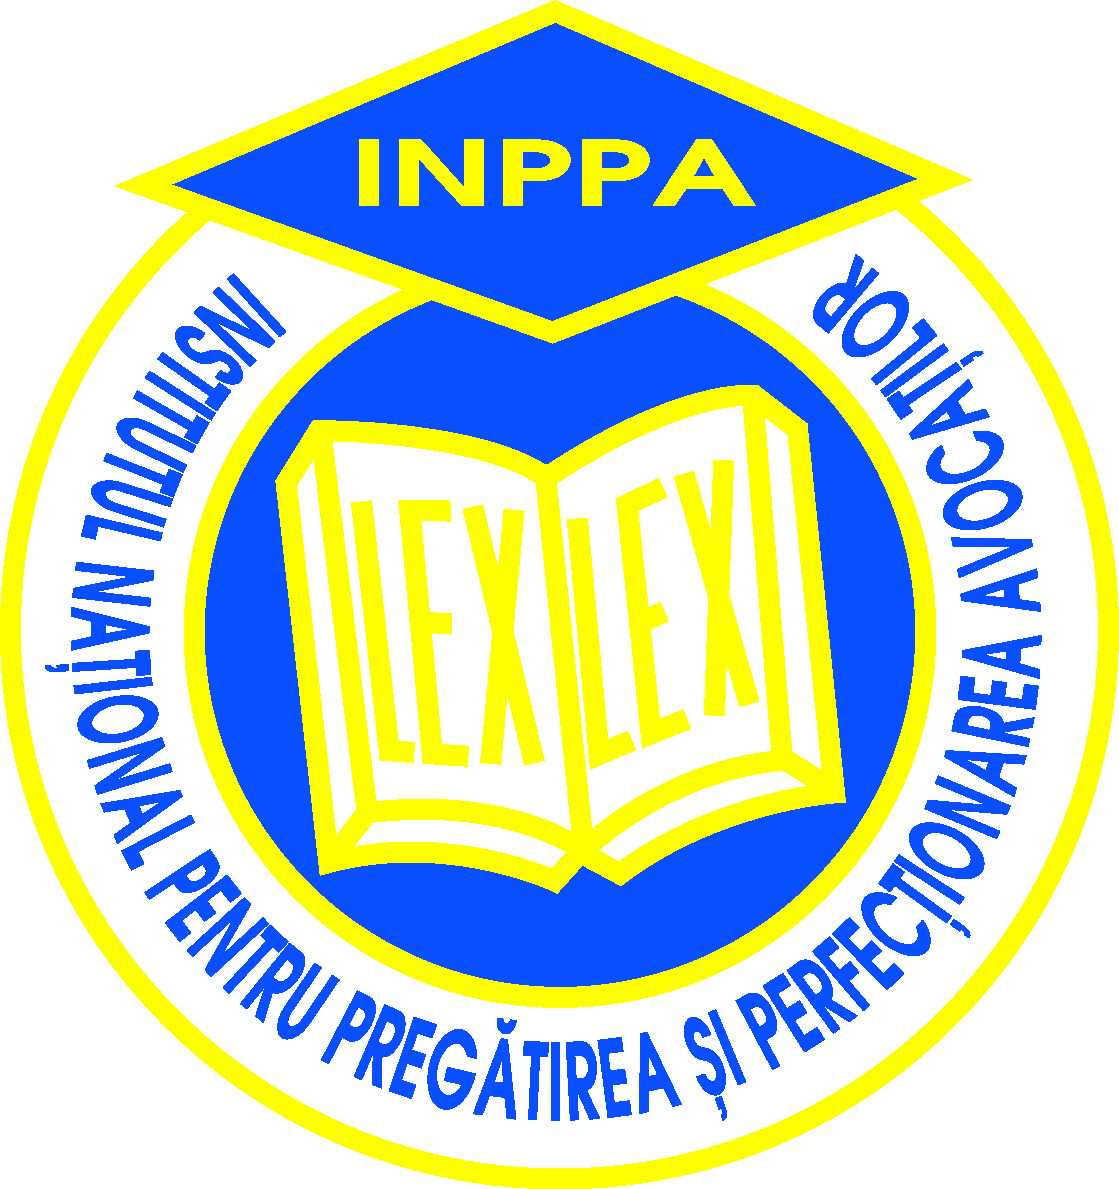 INPPA
INSTITUTUL NAȚIONAL PENTRU PREGĂTIREA ȘI PERFECȚIONAREA AVOCAȚILOR
LEX LEX